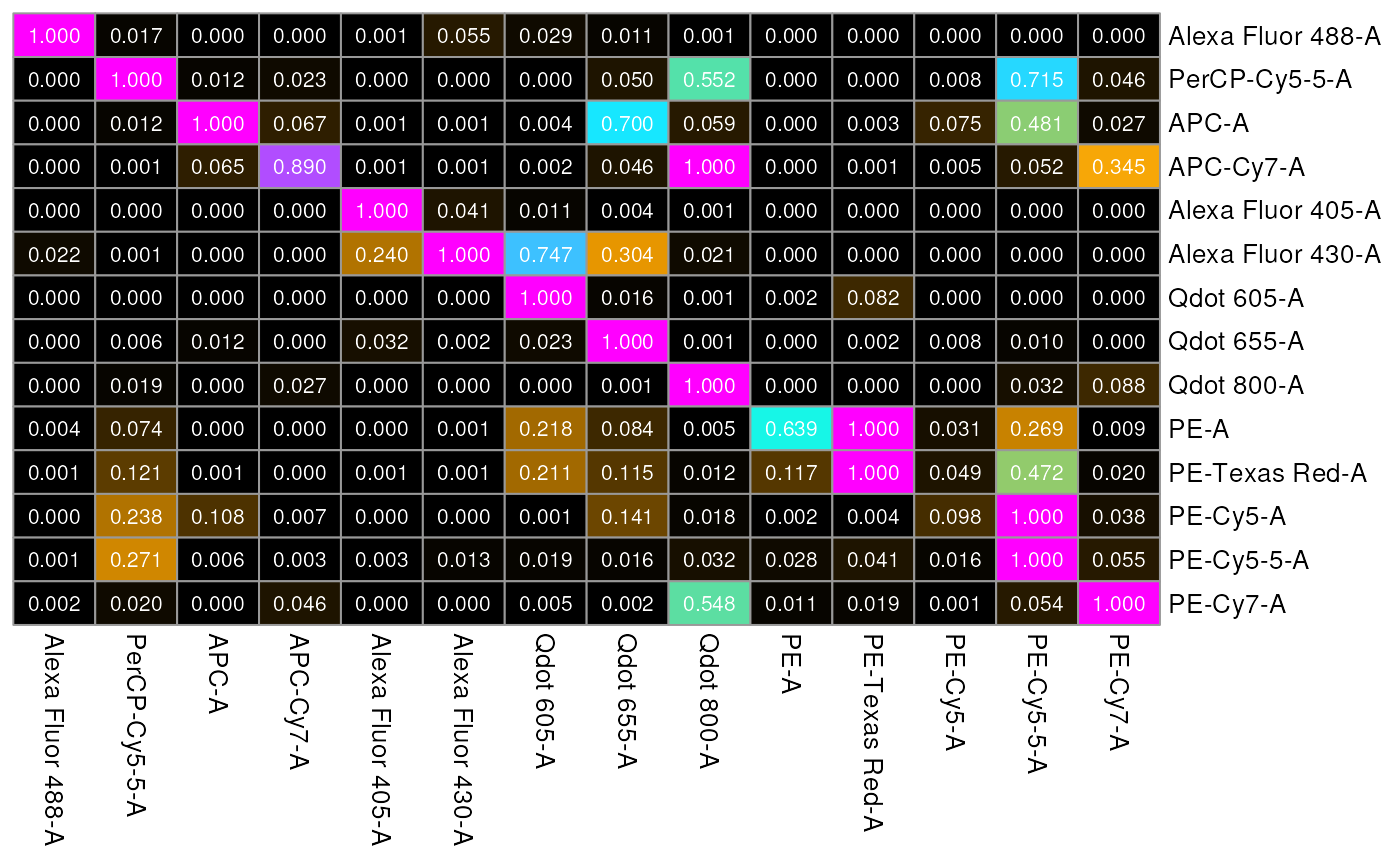 1.000 0.017 0.000 0.000 0.001 0.055 0.029 0.011 0.001 0.000 0.000 0.000 0.000 0.000 Alexa Fluor 488-A
0.000 1.000 0.012 0.023 0.000 0.000 0.000 0.050 0.552 0.000 0.000 0.008 0.715 0.046 PerCP-Cy5-5-A
0.000 0.012 1.000 0.067 0.001 0.001 0.004 0.700 0.059 0.000 0.003 0.075 0.481 0.027 APC-A
0.000 0.001 0.065 0.890 0.001 0.001 0.002 0.046 1.000 0.000 0.001 0.005 0.052 0.345 APC-Cy7-A
0.000 0.000 0.000 0.000 1.000 0.041 0.011 0.004 0.001 0.000 0.000 0.000 0.000 0.000 Alexa Fluor 405-A
0.022 0.001 0.000 0.000 0.240 1.000 0.747 0.304 0.021 0.000 0.000 0.000 0.000 0.000 Alexa Fluor 430-A
0.000 0.000 0.000 0.000 0.000 0.000 1.000 0.016 0.001 0.002 0.082 0.000 0.000 0.000 Qdot 605-A
0.000 0.006 0.012 0.000 0.032 0.002 0.023 1.000 0.001 0.000 0.002 0.008 0.010 0.000 Qdot 655-A
0.000 0.019 0.000 0.027 0.000 0.000 0.000 0.001 1.000 0.000 0.000 0.000 0.032 0.088 Qdot 800-A
0.004 0.074 0.000 0.000 0.000 0.001 0.218 0.084 0.005 0.639 1.000 0.031 0.269 0.009 PE-A
0.001 0.121 0.001 0.000 0.001 0.001 0.211 0.115 0.012 0.117 1.000 0.049 0.472 0.020 PE-Texas Red-A
0.000 0.238 0.108 0.007 0.000 0.000 0.001 0.141 0.018 0.002 0.004 0.098 1.000 0.038 PE-Cy5-A
0.001 0.271 0.006 0.003 0.003 0.013 0.019 0.016 0.032 0.028 0.041 0.016 1.000 0.055 PE-Cy5-5-A
0.002 0.020 0.000 0.046 0.000 0.000 0.005 0.002 0.548 0.011 0.019 0.001 0.054 1.000 PE-Cy7-A
Alexa Fluor 488-A
PerCP-Cy5-5-A
APC-A
APC-Cy7-A
Alexa Fluor 405-A
Alexa Fluor 430-A
Qdot 605-A
Qdot 655-A
Qdot 800-A
PE-A
PE-Texas Red-A
PE-Cy5-A
PE-Cy5-5-A
PE-Cy7-A